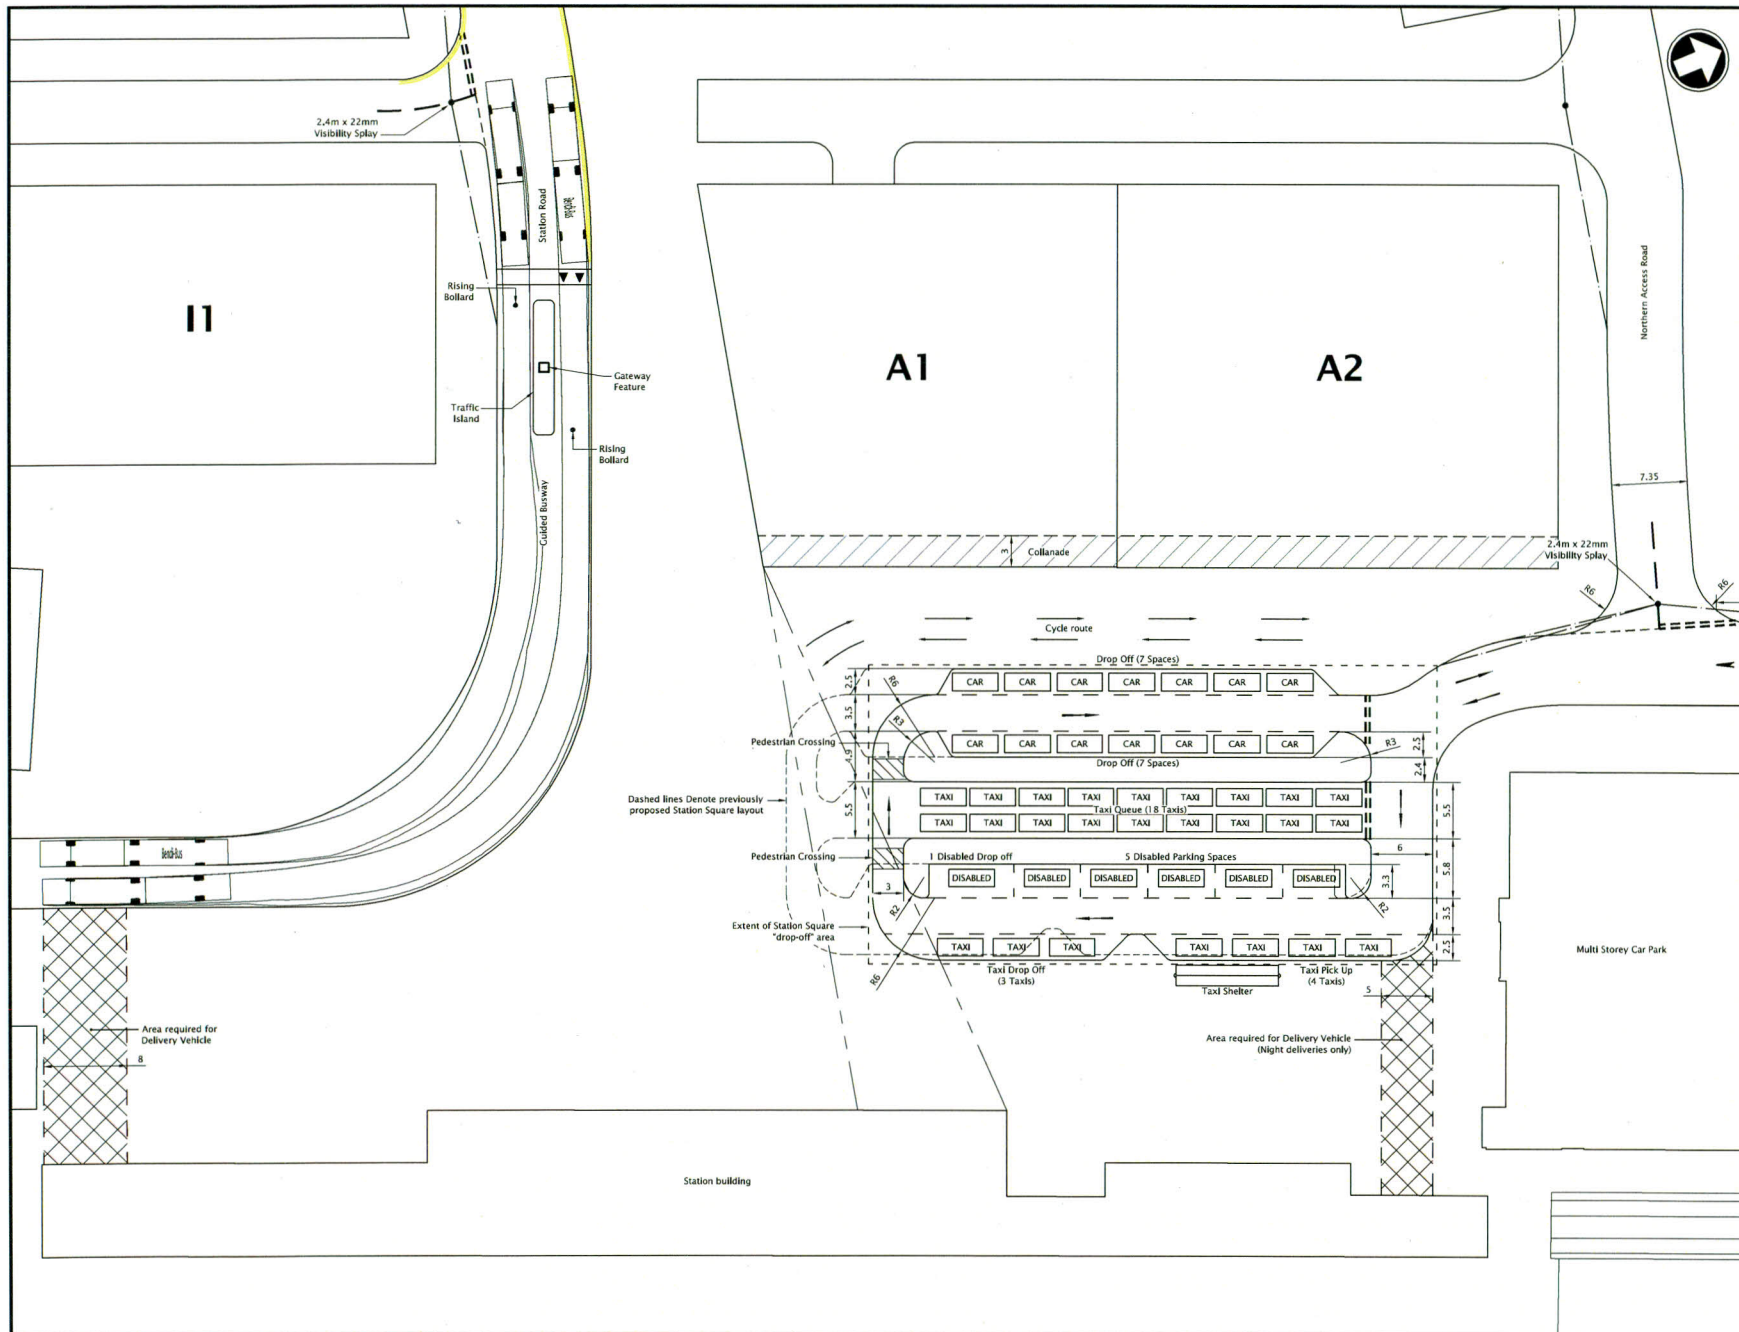 2.4m x 22mm
Visibility Splay
Station Road
Rising
Bollard
I1
Gateway
Feature
Traffic
Island
Rising
Bollard
Guided Busway
A1
A2
Northern Access Road
7.35
3
Collanade
2.4m x 22mm
Visibility Splay
R6
R6
Cycle route
Drop Off (7 Spaces)
2.5
R6
CAR CAR CAR CAR CAR CAR CAR
3.5
R3
Pedestrian Crossing
4.9
CAR CAR CAR CAR CAR CAR CAR
2.5
R3
Drop Off (7 Spaces)
2.4
Dashed lines Denote previously
proposed Station Square layout
5.5
TAXI TAXI TAXI TAXI TAXI TAXI TAXI TAXI TAXI
Taxi Queue (18 Taxis)
TAXI TAXI TAXI TAXI TAXI TAXI TAXI TAXI TAXI
5.5
Pedestrian Crossing
1 Disabled Drop off
5 Disabled Parking Spaces
6
Bendi-Bus
3
DISABLED DISABLED DISABLED DISABLED DISABLED DISABLED
3.3
5.8
R2
R2
3.5
Extent of Station Square
"drop-off" area
TAXI TAXI TAXI TAXI TAXI TAXI TAXI
2.5
R6
Taxi Drop Off
(3 Taxis)
Taxi Shelter
Taxi Pick Up
(4 Taxis)
5
Multi Storey Car Park
Area required for
Delivery Vehicle
8
Area required for Delivery Vehicle
(Night deliveries only)
Station building